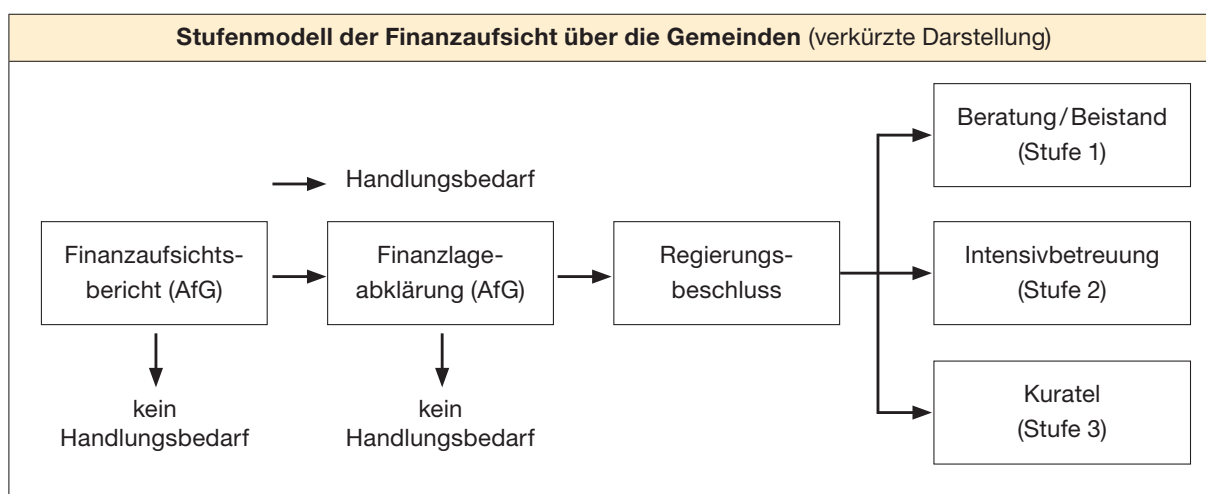 Stufenmodell der Finanzaufsicht über die Gemeinden (verkürzte Darstellung)
Beratung/Beistand
(Stufe 1)
Handlungsbedarf
Finanzaufsichts-
bericht (AfG)
Finanzlage-
abklärung (AfG)
Regierungs-
beschluss
Intensivbetreuung
(Stufe 2)
kein
Handlungsbedarf
kein
Handlungsbedarf
Kuratel
(Stufe 3)